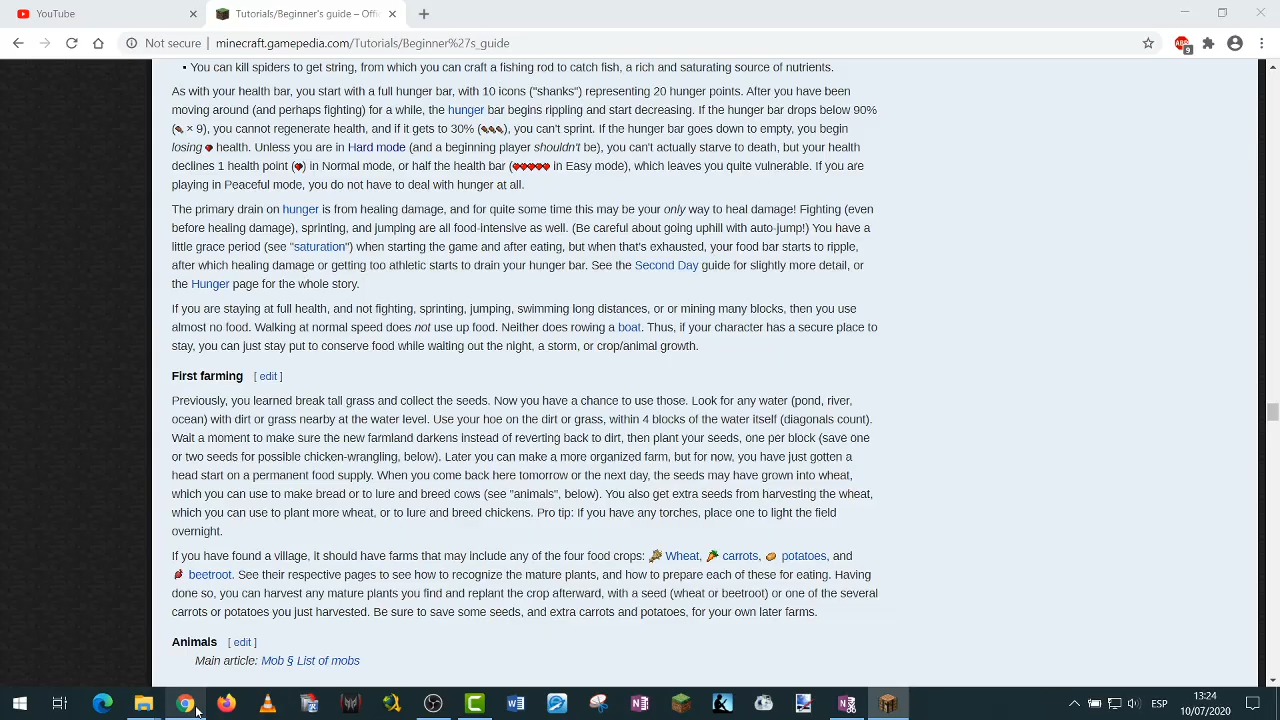 YouTube
Tutorials/Beginner's guide – Offi
Not secure | minecraft.gamepedia.com/Tutorials/Beginner%27s_guide
ABP
9
▪ You can kill spiders to get string, from which you can craft a fishing rod to catch fish, a rich and saturating source of nutrients.
As with your health bar, you start with a full hunger bar, with 10 icons ("shanks") representing 20 hunger points. After you have been
moving around (and perhaps fighting) for a while, the hunger bar begins rippling and start decreasing. If the hunger bar drops below 90%
( × 9), you cannot regenerate health, and if it gets to 30% ( ), you can't sprint. If the hunger bar goes down to empty, you begin
losing health. Unless you are in Hard mode (and a beginning player shouldn't be), you can't actually starve to death, but your health
declines 1 health point ( ) in Normal mode, or half the health bar ( in Easy mode), which leaves you quite vulnerable. If you are
playing in Peaceful mode, you do not have to deal with hunger at all.
The primary drain on hunger is from healing damage, and for quite some time this may be your only way to heal damage! Fighting (even
before healing damage), sprinting, and jumping are all food-intensive as well. (Be careful about going uphill with auto-jump!) You have a
little grace period (see "saturation") when starting the game and after eating, but when that's exhausted, your food bar starts to ripple,
after which healing damage or getting too athletic starts to drain your hunger bar. See the Second Day guide for slightly more detail, or
the Hunger page for the whole story.
If you are staying at full health, and not fighting, sprinting, jumping, swimming long distances, or or mining many blocks, then you use
almost no food. Walking at normal speed does not use up food. Neither does rowing a boat. Thus, if your character has a secure place to
stay, you can just stay put to conserve food while waiting out the night, a storm, or crop/animal growth.
First farming [ edit ]
Previously, you learned break tall grass and collect the seeds. Now you have a chance to use those. Look for any water (pond, river,
ocean) with dirt or grass nearby at the water level. Use your hoe on the dirt or grass, within 4 blocks of the water itself (diagonals count).
Wait a moment to make sure the new farmland darkens instead of reverting back to dirt, then plant your seeds, one per block (save one
or two seeds for possible chicken-wrangling, below). Later you can make a more organized farm, but for now, you have just gotten a
head start on a permanent food supply. When you come back here tomorrow or the next day, the seeds may have grown into wheat,
which you can use to make bread or to lure and breed cows (see "animals", below). You also get extra seeds from harvesting the wheat,
which you can use to plant more wheat, or to lure and breed chickens. Pro tip: If you have any torches, place one to light the field
overnight.
If you have found a village, it should have farms that may include any of the four food crops: Wheat, carrots, potatoes, and
beetroot. See their respective pages to see how to recognize the mature plants, and how to prepare each of these for eating. Having
done so, you can harvest any mature plants you find and replant the crop afterward, with a seed (wheat or beetroot) or one of the several
carrots or potatoes you just harvested. Be sure to save some seeds, and extra carrots and potatoes, for your own later farms.
Animals [ edit ]
Main article: Mob § List of mobs
ESP
13:24
10/07/2020